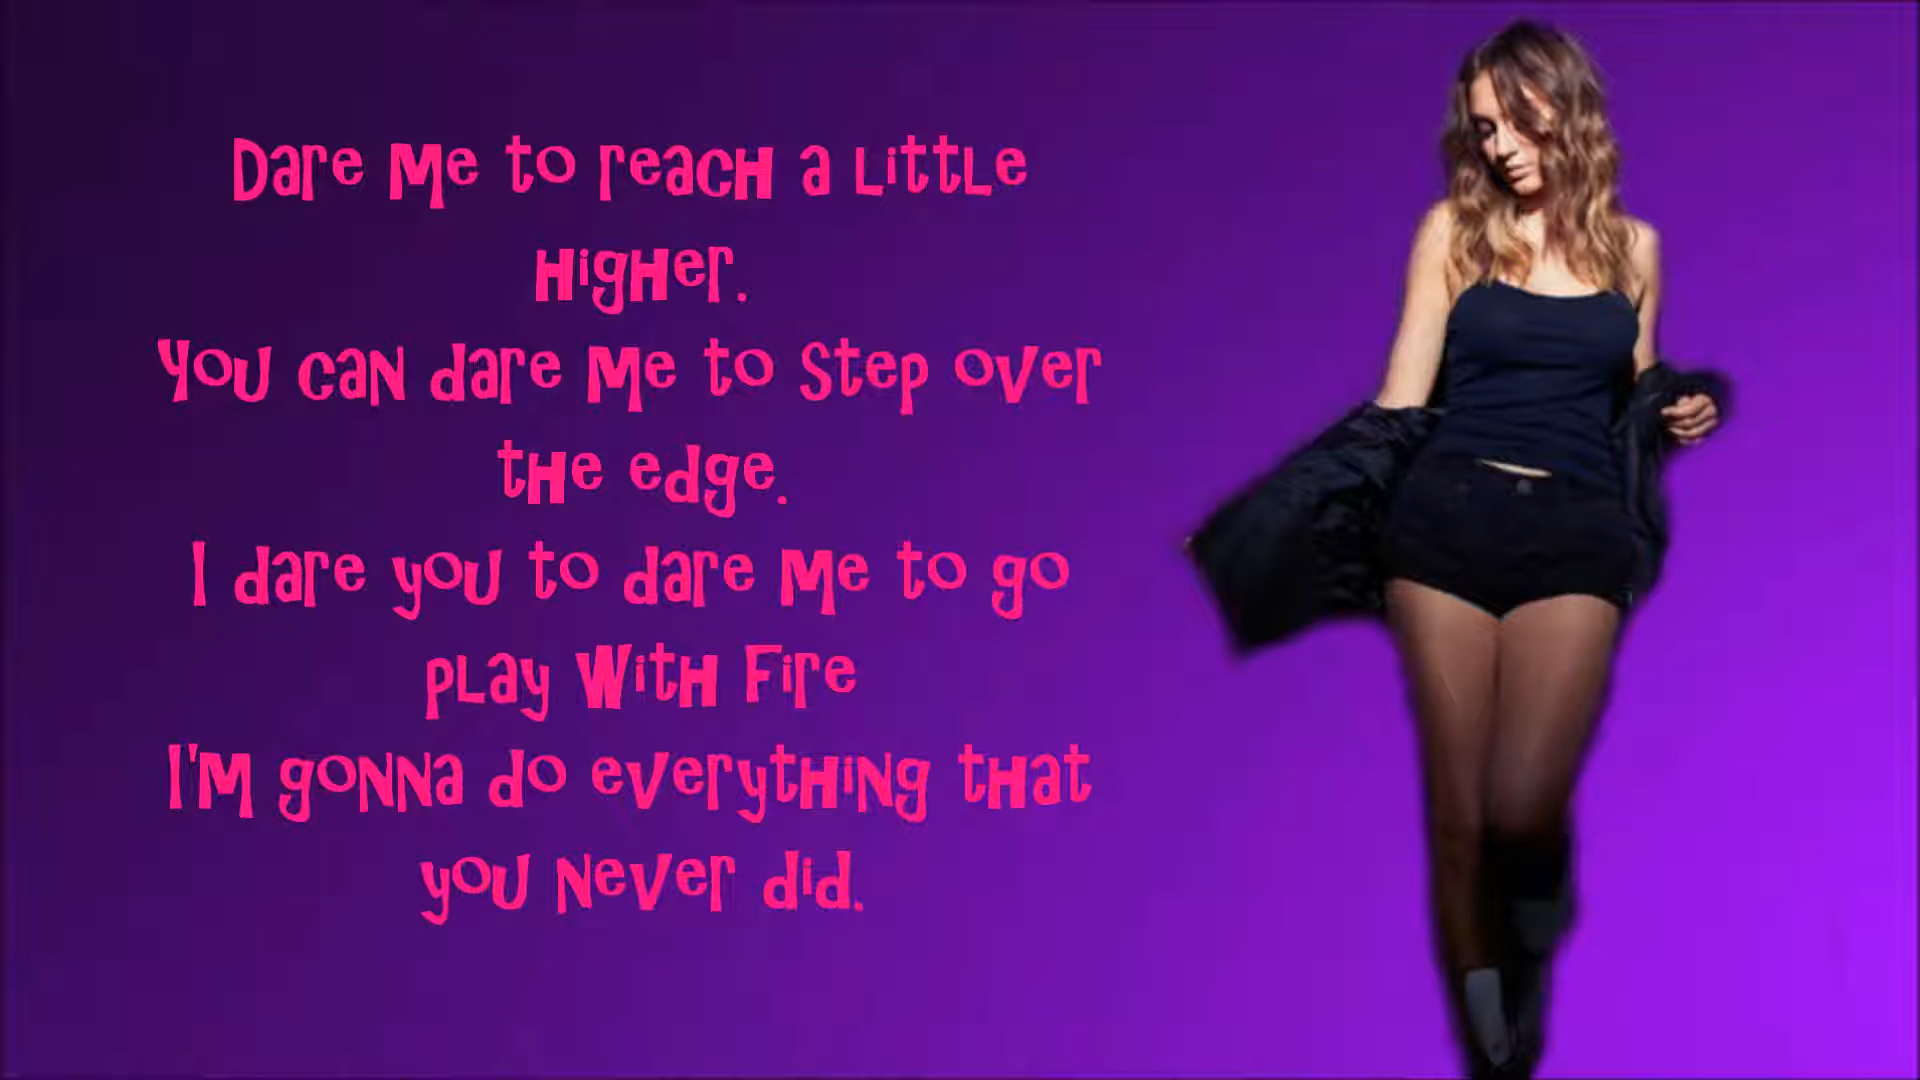 Dare Me to reach a Little
Higher.
You can dare Me to Step over
the edge.
I dare you to dare Me to go
play With Fire
I'M gonna do everything that
you Never did.